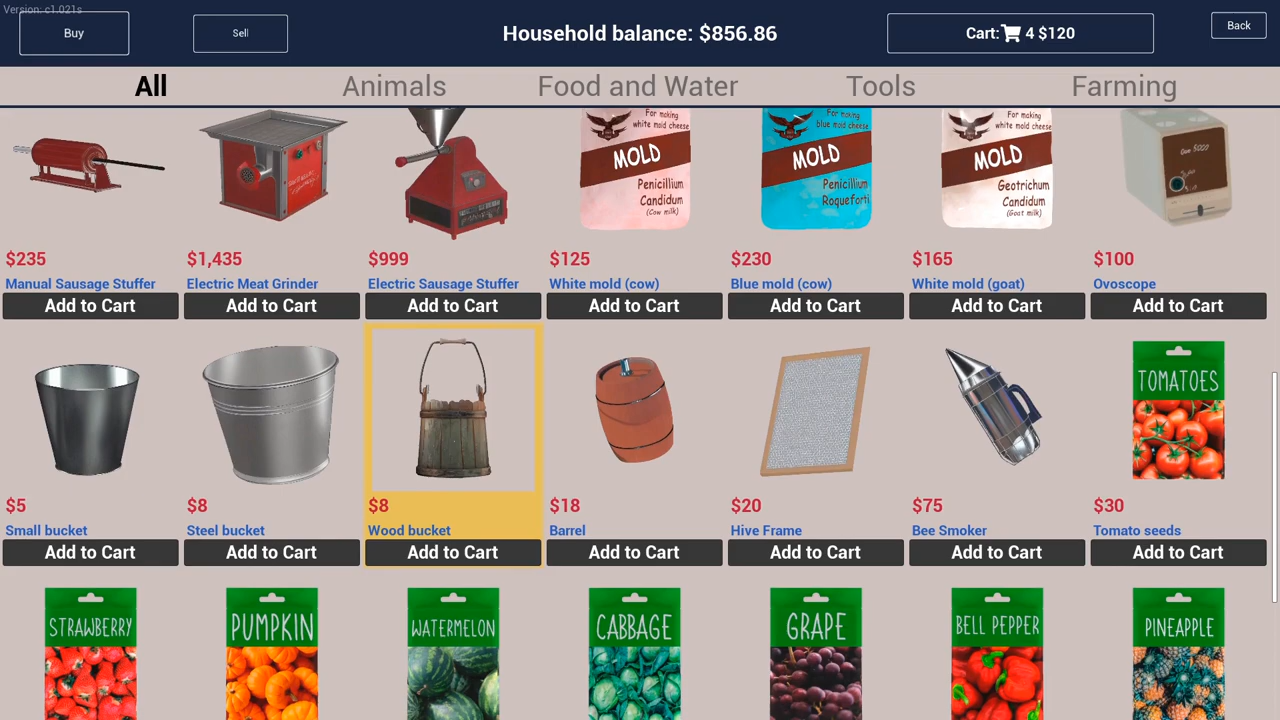 Version: c1.021s
Buy
Sell
Household balance: $856.86
Cart: 4 $120
Back
All
Animals
Food and Water
Tools
Farming
For making
white mold cheese
MOLD
Penicillium
Candidum
(Cow milk)
For making
blue mold cheese
MOLD
Penicillium
Roqueforti
For making
white mold cheese
MOLD
Geotrichum
Candidum
(Goat milk)
$235
$1,435
$999
$125
$230
$165
$100
Manual Sausage Stuffer
Electric Meat Grinder
Electric Sausage Stuffer
White mold (cow)
Blue mold (cow)
White mold (goat)
Ovoscope
Add to Cart
Add to Cart
Add to Cart
Add to Cart
Add to Cart
Add to Cart
Add to Cart
TOMATOES
$5
$8
$8
$18
$20
$75
$30
Small bucket
Steel bucket
Wood bucket
Barrel
Hive Frame
Bee Smoker
Tomato seeds
Add to Cart
Add to Cart
Add to Cart
Add to Cart
Add to Cart
Add to Cart
Add to Cart
STRAWBERRY
PUMPKIN
WATERMELON
CABBAGE
GRAPE
BELL PEPPER
PINEAPPLE